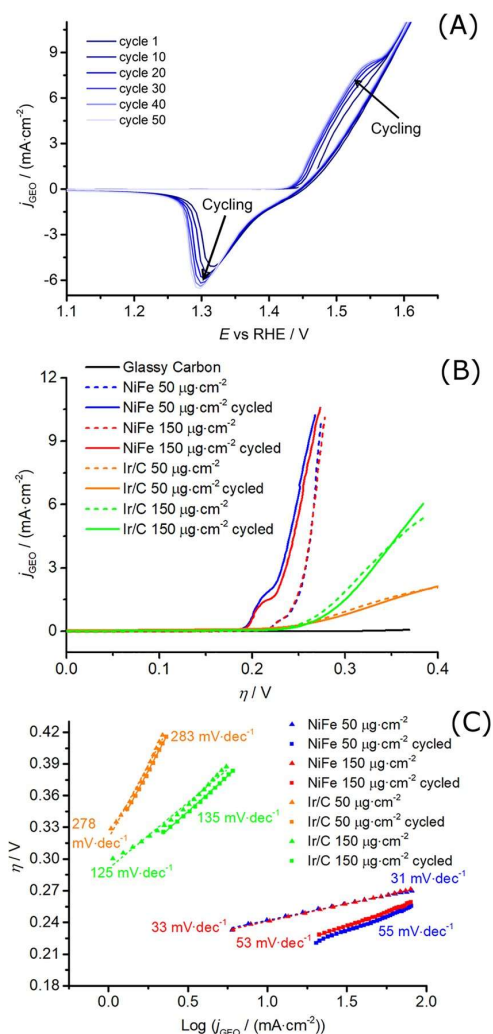 (A)
9
6
3
0
-3
-6
j GEO / (mA·cm⁻²)
cycle 1
cycle 10
cycle 20
cycle 30
cycle 40
cycle 50
Cycling
Cycling
1.1 1.2 1.3 1.4 1.5 1.6
E vs RHE / V
(B)
12
9
6
3
0
j GEO / (mA·cm⁻²)
Glassy Carbon
NiFe 50 μg·cm⁻²
NiFe 50 μg·cm⁻² cycled
NiFe 150 μg·cm⁻²
NiFe 150 μg·cm⁻² cycled
Ir/C 50 μg·cm⁻²
Ir/C 50 μg·cm⁻² cycled
Ir/C 150 μg·cm⁻²
Ir/C 150 μg·cm⁻² cycled
0.0 0.1 0.2 0.3 0.4
η / V
(C)
0.42
0.39
0.36
0.33
0.30
0.27
0.24
0.21
0.18
η / V
283 mV·dec⁻¹
278
mV·dec⁻¹
135 mV·dec⁻¹
125 mV·dec⁻¹
NiFe 50 μg·cm⁻²
NiFe 50 μg·cm⁻² cycled
NiFe 150 μg·cm⁻²
NiFe 150 μg·cm⁻² cycled
Ir/C 50 μg·cm⁻²
Ir/C 50 μg·cm⁻² cycled
Ir/C 150 μg·cm⁻²
Ir/C 150 μg·cm⁻² cycled
31 mV·dec⁻¹
33 mV·dec⁻¹
53 mV·dec⁻¹
55 mV·dec⁻¹
0.0 0.5 1.0 1.5 2.0
Log (j GEO / (mA·cm⁻²))